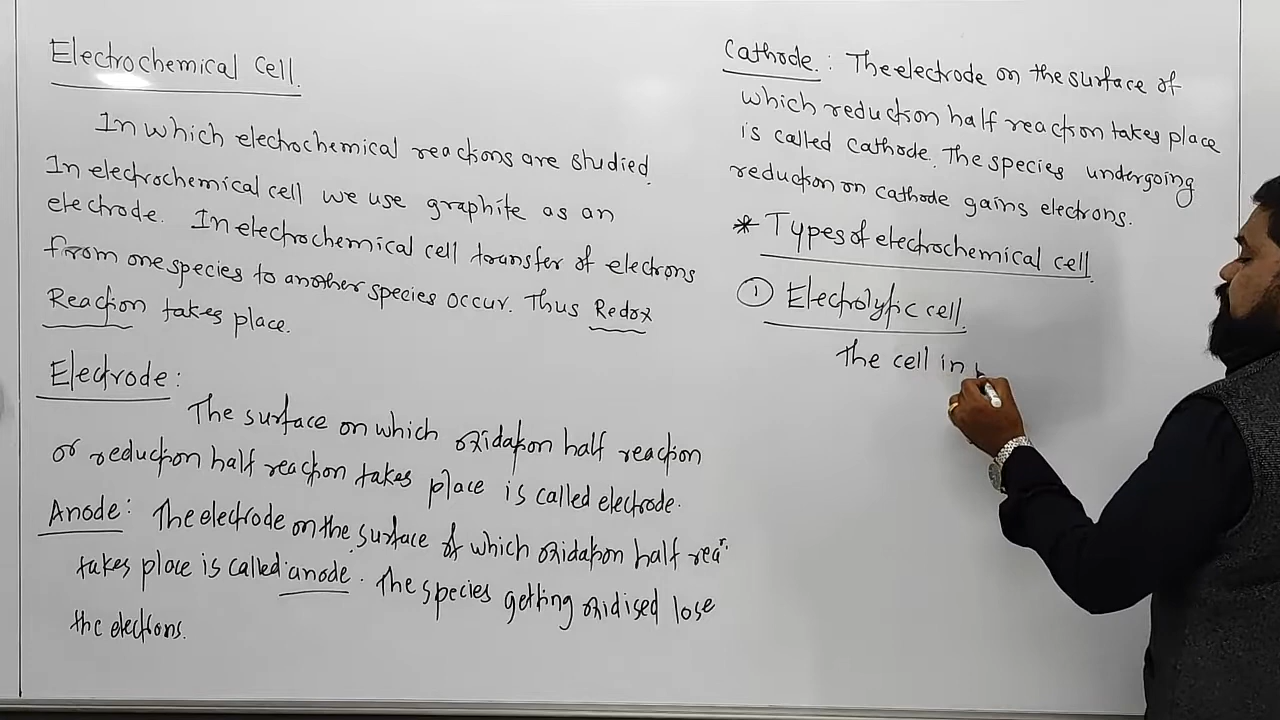 Electrochemical Cell.
In which electrochemical reactions are studied.
In electrochemical cell we use graphite as an
electrode. In electrochemical cell transfer of electrons
from one species to another species occur. Thus Redox
Reaction takes place.
Electrode:
The surface on which oxidation half reaction
or reduction half reaction takes place is called electrode.
Anode: The electrode on the surface of which oxidation half reaⁿ.
takes place is called anode. The species getting oxidised lose
the electrons.
Cathode.: The electrode on the surface of
which reduction half reaction takes place
is called cathode. The species undergoing
reduction on cathode gains electrons.
* Types of electrochemical cell.
① Electrolytic cell.
The cell in